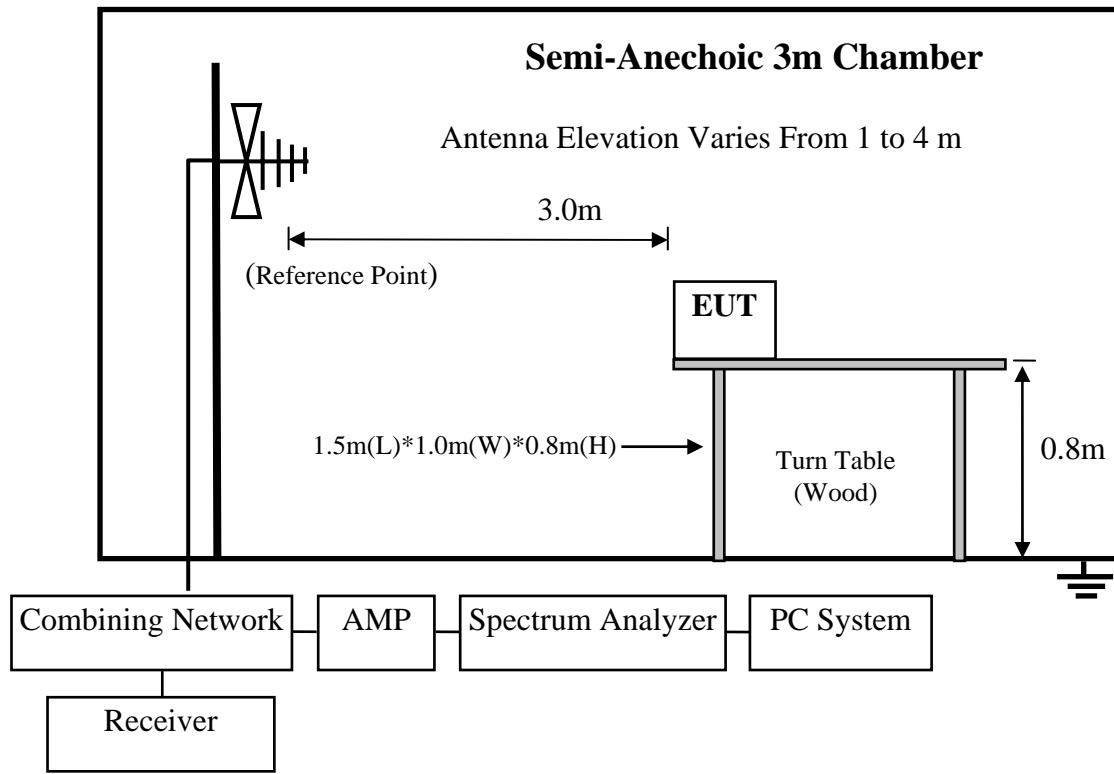 Semi-Anechoic 3m Chamber
Antenna Elevation Varies From 1 to 4 m
3.0m
(Reference Point)
EUT
1.5m(L)*1.0m(W)*0.8m(H)
Turn Table
(Wood)
0.8m
Combining Network
AMP
Spectrum Analyzer
PC System
Receiver